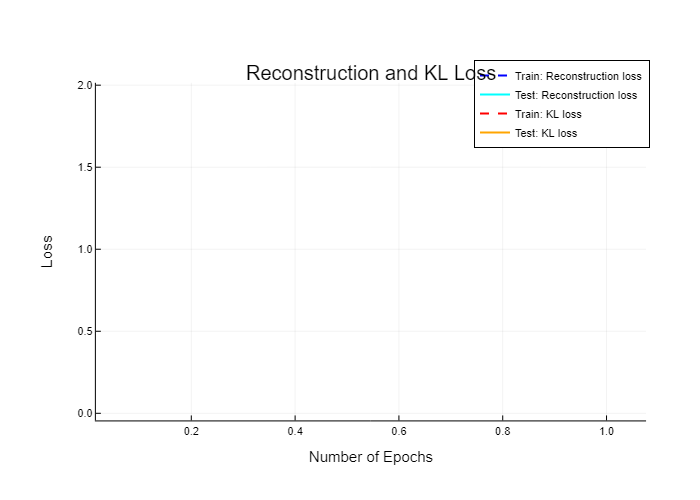 Reconstruction and KL Loss
Train: Reconstruction loss
Test: Reconstruction loss
Train: KL loss
Test: KL loss
2.0
1.5
1.0
0.5
0.0
Loss
0.2 0.4 0.6 0.8 1.0
Number of Epochs